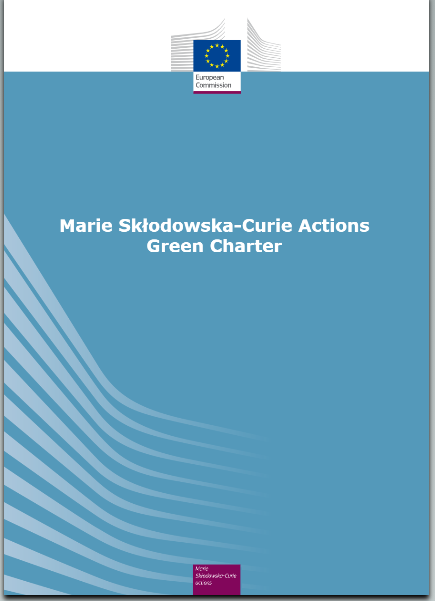 European
Commission
Marie Skłodowska-Curie Actions
Green Charter
Marie
Skłodowska-Curie
actions